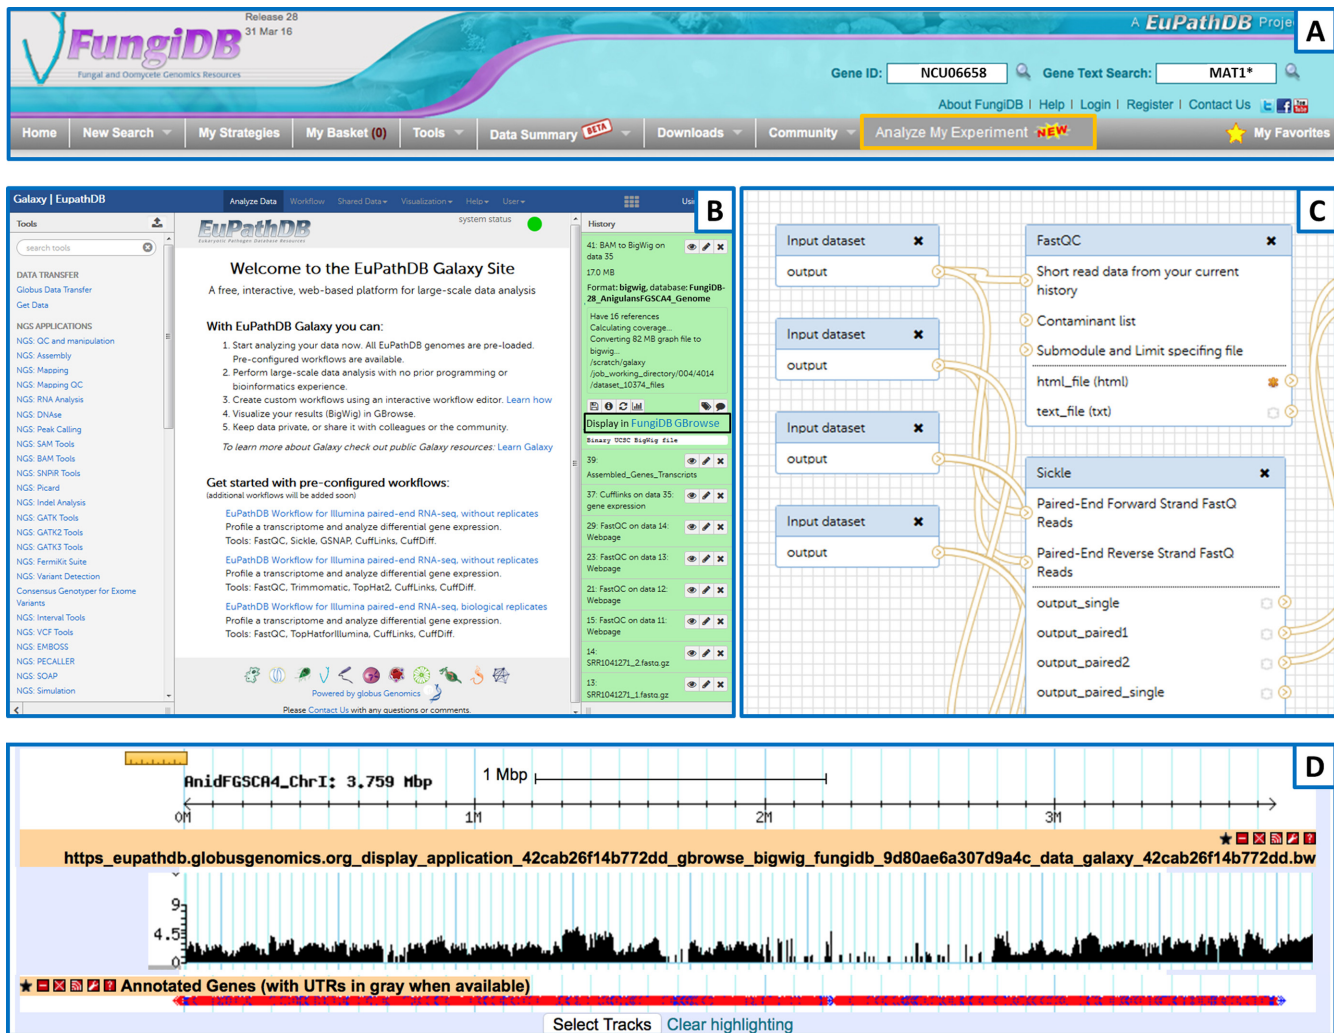 Release 28
31 Mar 16
A EuPathDB Proje
A
FungiDB
Fungal and Oomycete Genomics Resources
Gene ID: NCU06658 Gene Text Search: MAT1*
About FungiDB | Help | Login | Register | Contact Us
Home New Search My Strategies My Basket (0) Tools Data Summary BETA Downloads Community Analyze My Experiment NEW My Favorites
Galaxy | EupathDB Analyze Data Workflow Shared Data Visualization Help User Usin
B
Tools
search tools
DATA TRANSFER
Globus Data Transfer
Get Data
NGS APPLICATIONS
NGS: QC and manipulation
NGS: Assembly
NGS: Mapping
NGS: Mapping QC
NGS: RNA Analysis
NGS: DNAse
NGS: Peak Calling
NGS: SAM Tools
NGS: BAM Tools
NGS: SNPiR Tools
NGS: Picard
NGS: Indel Analysis
NGS: GATK Tools
NGS: GATK2 Tools
NGS: GATK3 Tools
NGS: FermiKit Suite
NGS: Variant Detection
Consensus Genotyper for Exome
Variants
NGS: Interval Tools
NGS: VCF Tools
NGS: EMBOSS
NGS: PECALLER
NGS: SOAP
NGS: Simulation
EuPathDB
Eukaryotic Pathogen Database Resources
system status
Welcome to the EuPathDB Galaxy Site
A free, interactive, web-based platform for large-scale data analysis
With EuPathDB Galaxy you can:
1. Start analyzing your data now. All EuPathDB genomes are pre-loaded.
Pre-configured workflows are available.
2. Perform large-scale data analysis with no prior programming or
bioinformatics experience.
3. Create custom workflows using an interactive workflow editor. Learn how
4. Visualize your results (BigWig) in GBrowse.
5. Keep data private, or share it with colleagues or the community.
To learn more about Galaxy check out public Galaxy resources: Learn Galaxy
Get started with pre-configured workflows:
(additional workflows will be added soon)
EuPathDB Workflow for Illumina paired-end RNA-seq, without replicates
Profile a transcriptome and analyze differential gene expression.
Tools: FastQC, Sickle, GSNAP, CuffLinks, CuffDiff.
EuPathDB Workflow for Illumina paired-end RNA-seq, without replicates
Profile a transcriptome and analyze differential gene expression.
Tools: FastQC, Trimmomatic, TopHat2, CuffLinks, CuffDiff.
EuPathDB Workflow for Illumina paired-end RNA-seq, biological replicates
Profile a transcriptome and analyze differential gene expression.
Tools: FastQC, TopHatforIllumina, CuffLinks, CuffDiff.
Powered by globus Genomics
Please Contact Us with any questions or comments.
History
41: BAM to BigWig on
data 35
17.0 MB
Format: bigwig, database: FungiDB-
28_AnigulansFGSCA4_Genome
Have 16 references
Calculating coverage...
Converting 82 MB graph file to
bigwig...
/scratch/galaxy
/job_working_directory/004/4014
/dataset_10374_files
Display in FungiDB GBrowse
Binary UCSC BigWig file
39:
Assembled_Genes_Transcripts
37: Cufflinks on data 35:
gene expression
29: FastQC on data 14:
Webpage
23: FastQC on data 13:
Webpage
21: FastQC on data 12:
Webpage
15: FastQC on data 11:
Webpage
14:
SRR1041271_2.fastq.gz
13:
SRR1041271_1.fastq.gz
C
Input dataset
output
Input dataset
output
Input dataset
output
Input dataset
output
FastQC
Short read data from your current
history
Contaminant list
Submodule and Limit specifing file
html_file (html)
text_file (txt)
Sickle
Paired-End Forward Strand FastQ
Reads
Paired-End Reverse Strand FastQ
Reads
output_single
output_paired1
output_paired2
output_paired_single
D
AnidFGSCA4_ChrI: 3.759 Mbp
1 Mbp
0M 1M 2M 3M
https_eupathdb.globusgenomics.org_display_application_42cab26f14b772dd_gbrowse_bigwig_fungidb_9d80ae6a307d9a4c_data_galaxy_42cab26f14b772dd.bw
9
4.5
0
Annotated Genes (with UTRs in gray when available)
Select Tracks Clear highlighting